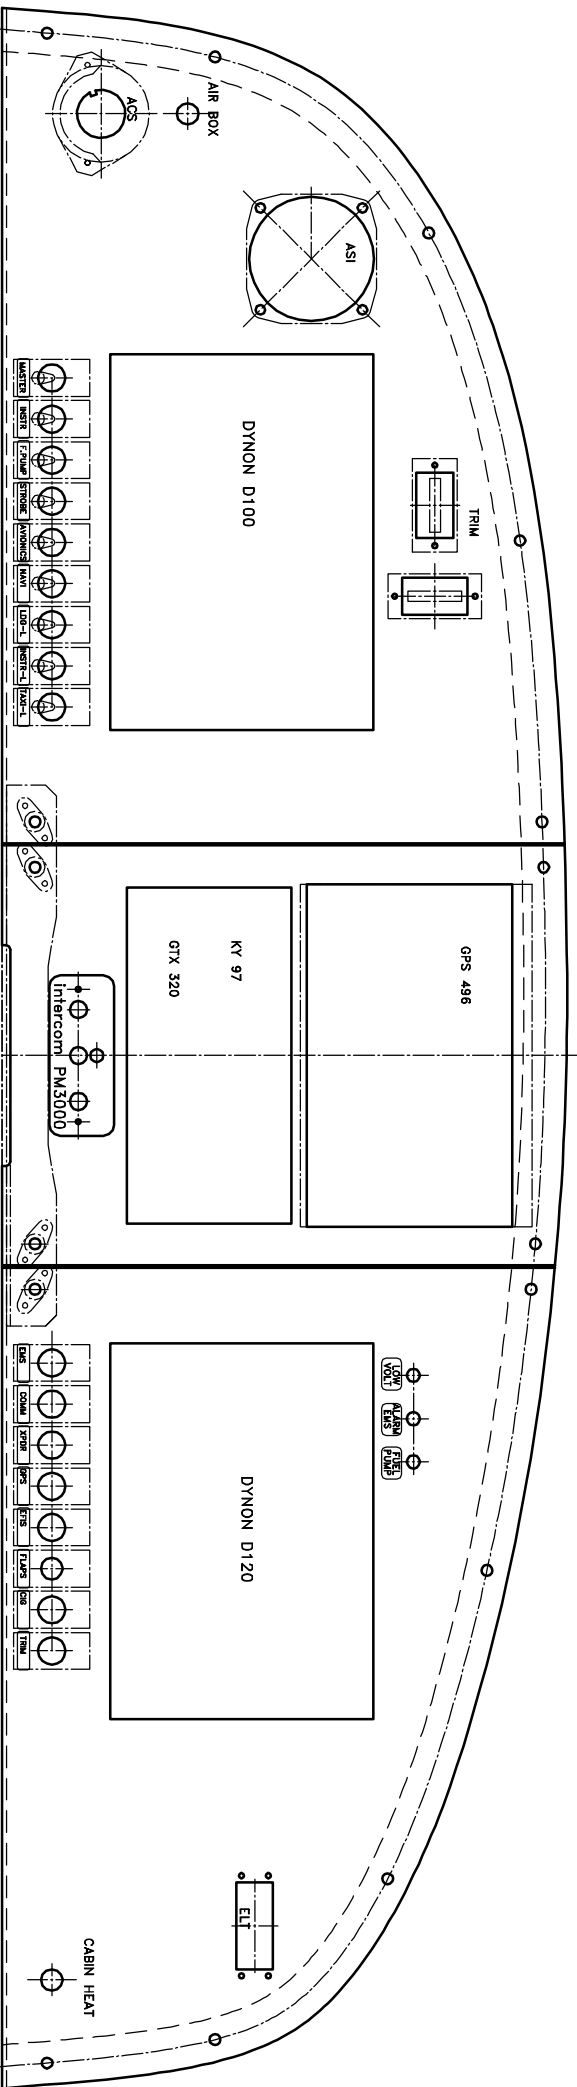 AIR BOX
ACS
ASI
TRIM
DYNON D100
MASTER
INSTR
F.PUMP
STROBE
AVIONICS
NAVI
LDG-L
INSTR-L
TAXI-L
GPS 496
KY 97
GTX 320
intercom PM3000
LOW
VOLT
ALARM
EMS
FUEL
PUMP
DYNON D120
EMS
COMM
XPDR
GPS
EFIS
FLAPS
CIG
TRIM
ELT
CABIN HEAT